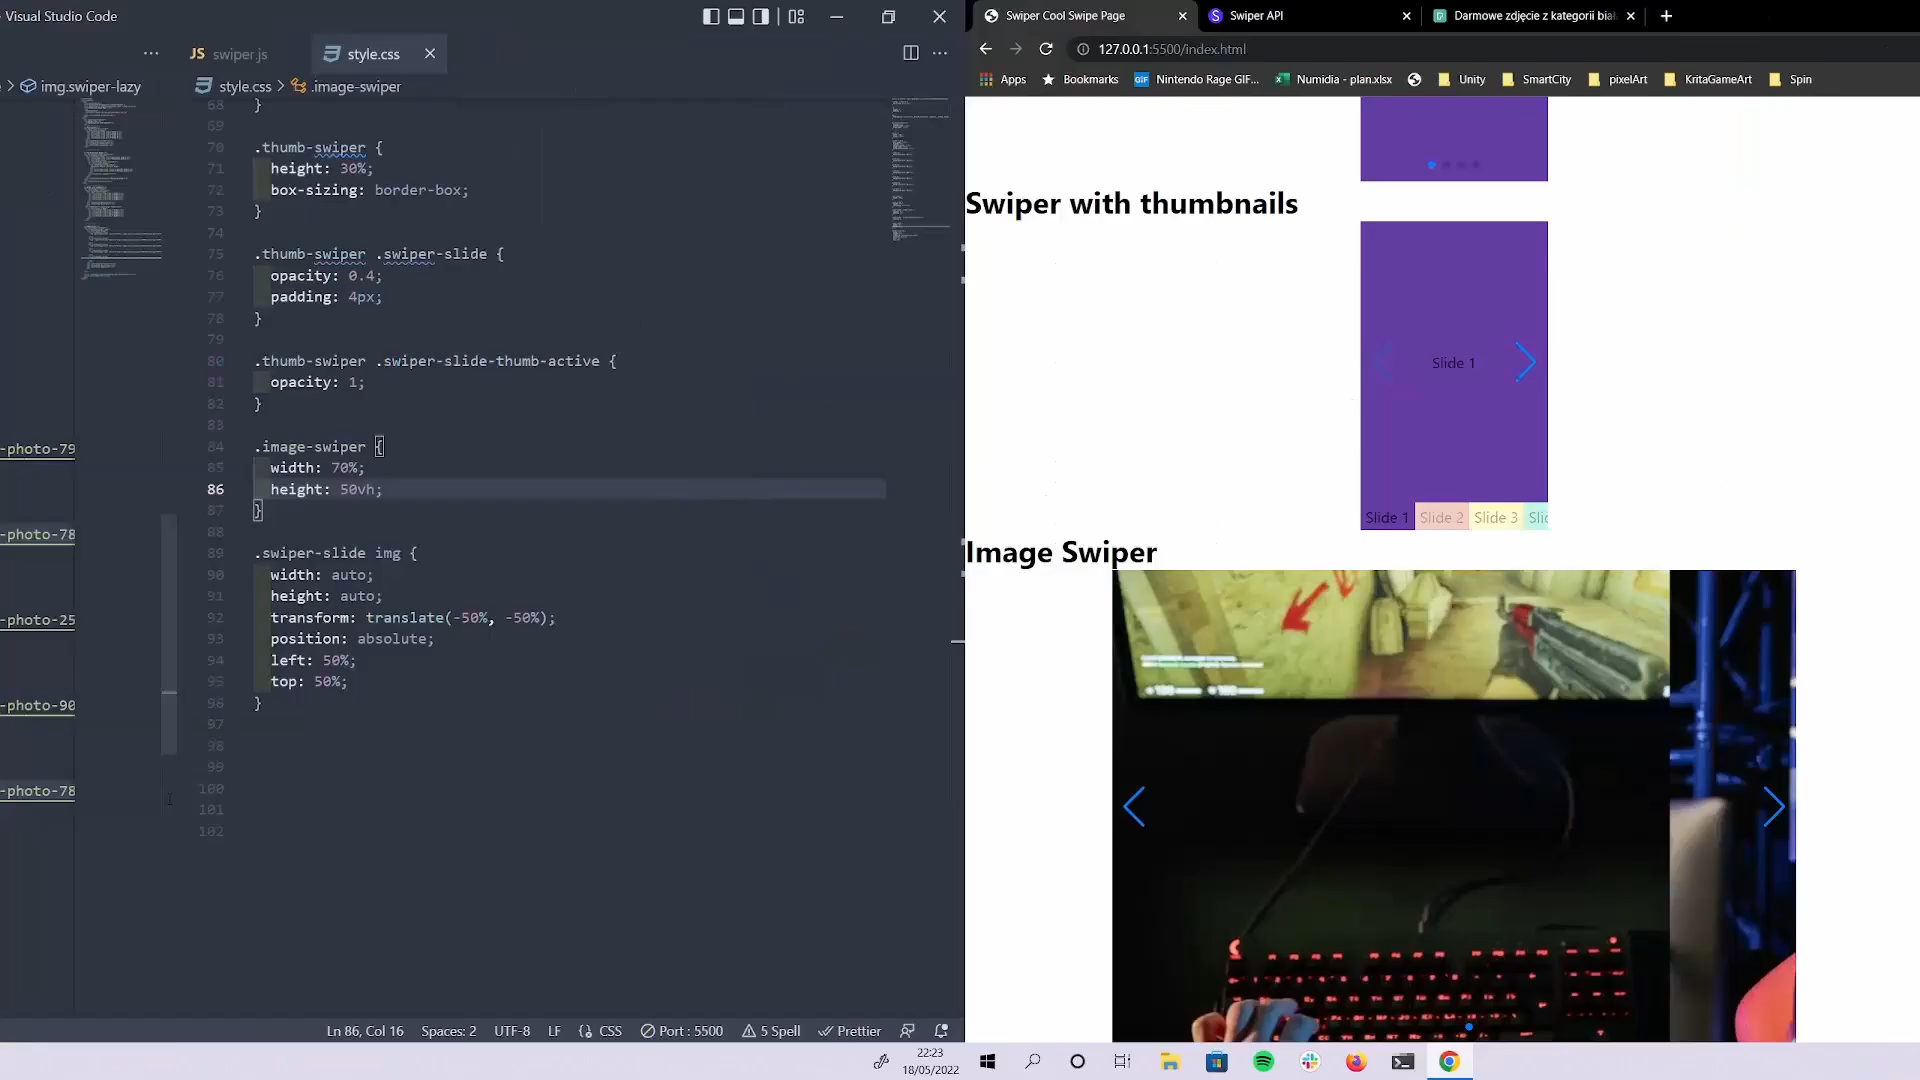 Visual Studio Code
JS swiper.js
style.css
img.swiper-lazy
style.css > .image-swiper
68 }
69
70 .thumb-swiper {
71 height: 30%;
72 box-sizing: border-box;
73 }
74
75 .thumb-swiper .swiper-slide {
76 opacity: 0.4;
77 padding: 4px;
78 }
79
80 .thumb-swiper .swiper-slide-thumb-active {
81 opacity: 1;
82 }
83
84 .image-swiper {
85 width: 70%;
86 height: 50vh;
87 }
88
89 .swiper-slide img {
90 width: auto;
91 height: auto;
92 transform: translate(-50%, -50%);
93 position: absolute;
94 left: 50%;
95 top: 50%;
96 }
97
98
99
100
101
102
-photo-79
-photo-78
-photo-25
-photo-90
-photo-78
Ln 86, Col 16 Spaces: 2 UTF-8 LF {} CSS Port : 5500 5 Spell Prettier
22:23
18/05/2022
Swiper Cool Swipe Page
Swiper API
Darmowe zdjęcie z kategorii bia
127.0.0.1:5500/index.html
Apps Bookmarks GIF Nintendo Rage GIF... Numidia - plan.xlsx Unity SmartCity pixelArt KritaGameArt Spin
Swiper with thumbnails
Slide 1
Slide 1 Slide 2 Slide 3 Slic
Image Swiper